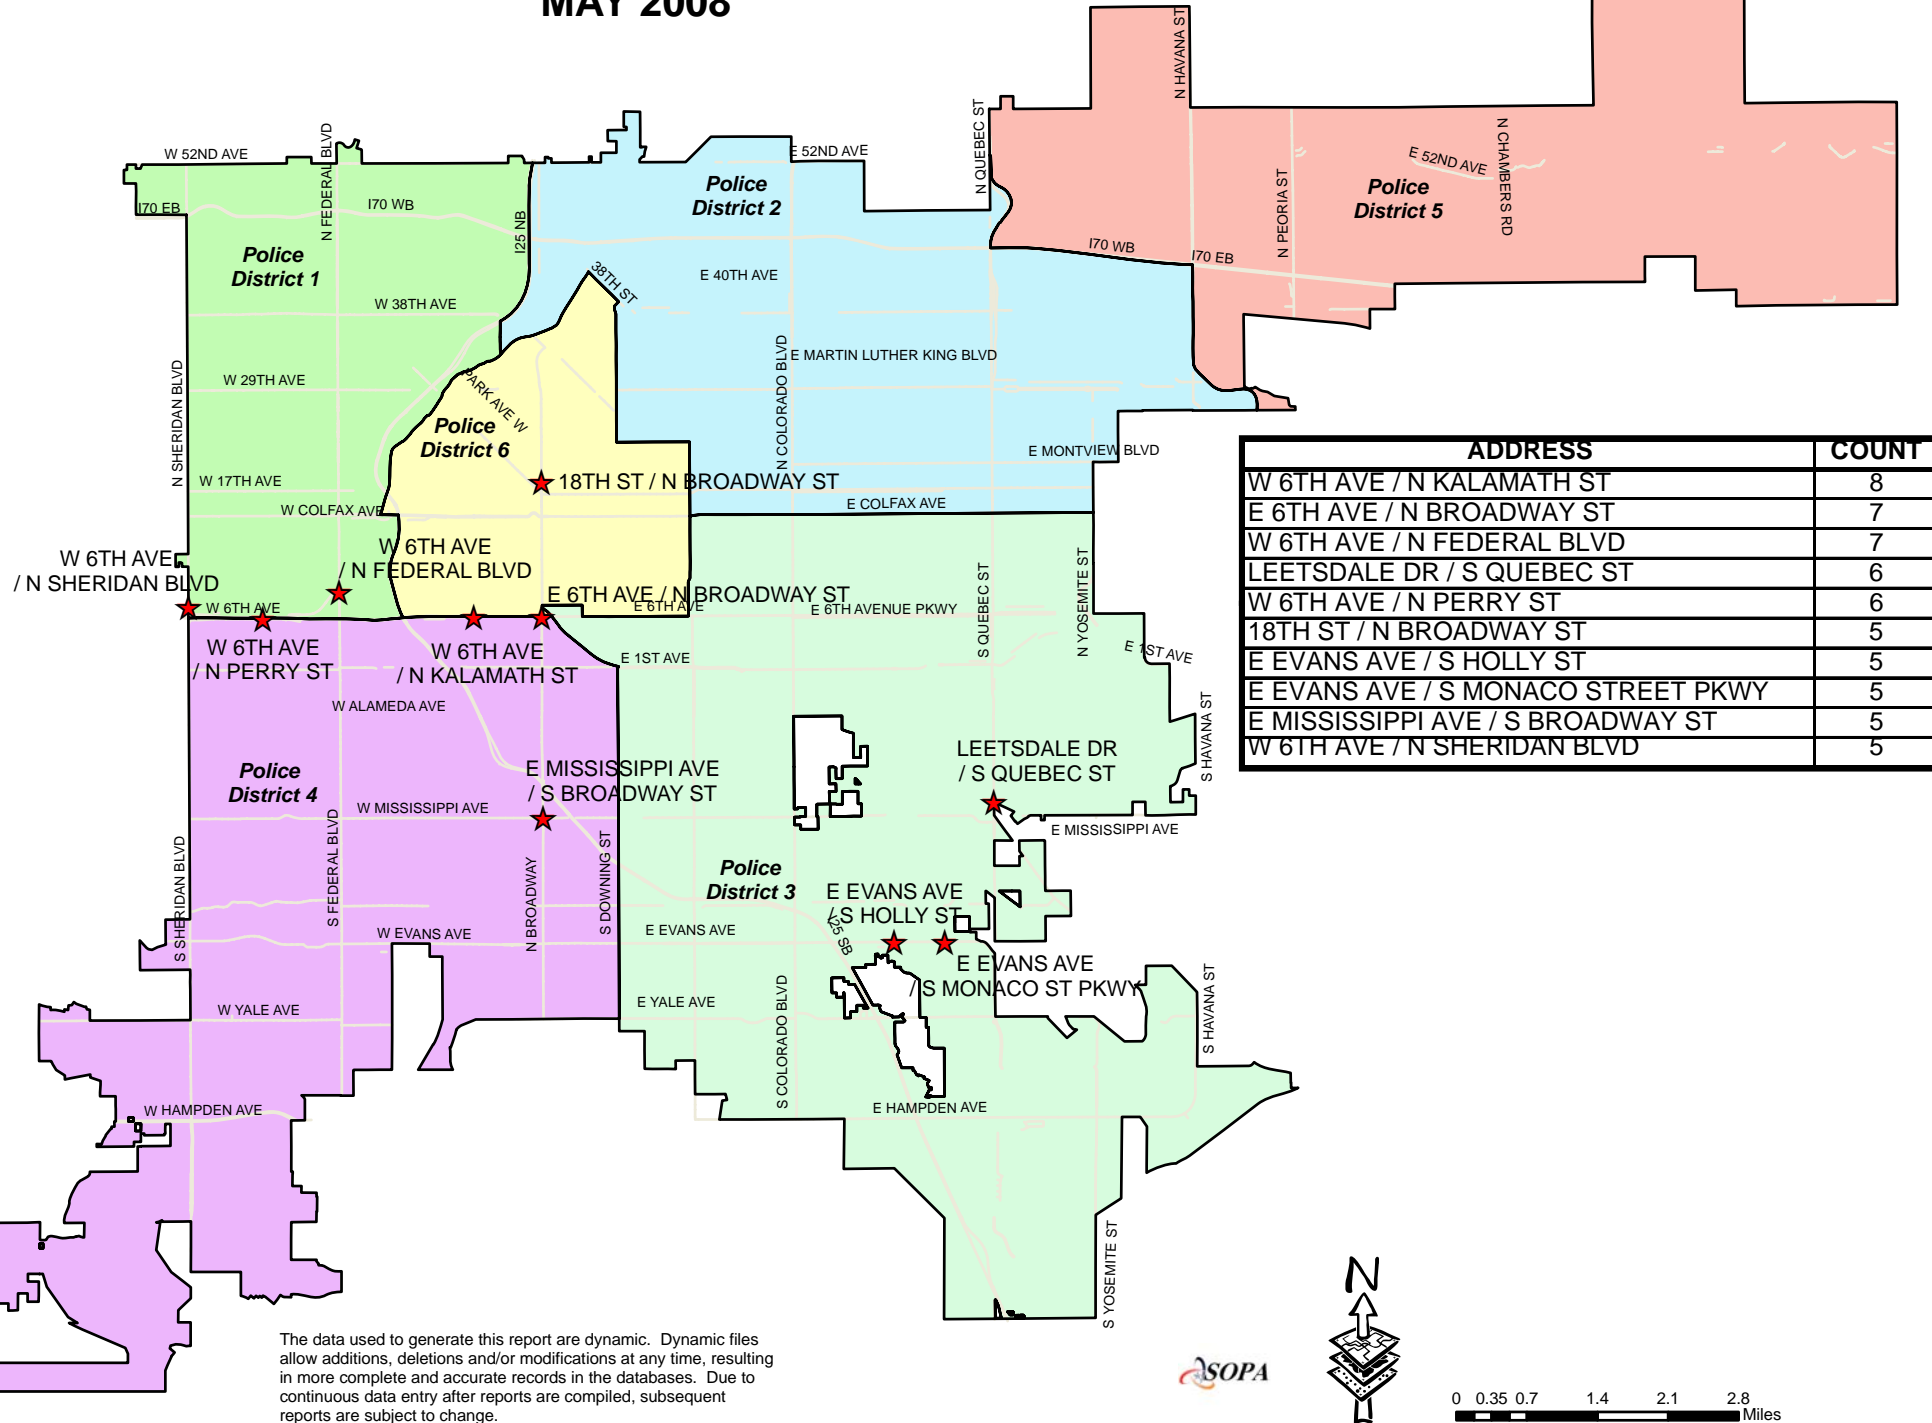 MAY 2008
N HAVANA ST
N QUEBEC ST
N CHAMBERS RD
N FEDERAL BLVD
W 52ND AVE
E 52ND AVE
E 52ND AVE
Police
District 2
Police
District 5
N PEORIA ST
I70 EB
I70 WB
I25 NB
I70 WB
I70 EB
Police
District 1
38TH ST
E 40TH AVE
W 38TH AVE
N COLORADO BLVD
E MARTIN LUTHER KING BLVD
N SHERIDAN BLVD
W 29TH AVE
PARK AVE W
Police
District 6
E MONTVIEW BLVD
W 17TH AVE
18TH ST / N BROADWAY ST
W COLFAX AVE
E COLFAX AVE
ADDRESS COUNT
W 6TH AVE / N KALAMATH ST 8
E 6TH AVE / N BROADWAY ST 7
W 6TH AVE / N FEDERAL BLVD 7
LEETSDALE DR / S QUEBEC ST 6
W 6TH AVE / N PERRY ST 6
18TH ST / N BROADWAY ST 5
E EVANS AVE / S HOLLY ST 5
E EVANS AVE / S MONACO STREET PKWY 5
E MISSISSIPPI AVE / S BROADWAY ST 5
W 6TH AVE / N SHERIDAN BLVD 5
W 6TH AVE
/ N SHERIDAN BLVD
W 6TH AVE
/ N FEDERAL BLVD
E 6TH AVE / N BROADWAY ST
W 6TH AVE
E 6TH AVE
E 6TH AVENUE PKWY
S QUEBEC ST
N YOSEMITE ST
W 6TH AVE
/ N PERRY ST
W 6TH AVE
/ N KALAMATH ST
E 1ST AVE
E 1ST AVE
W ALAMEDA AVE
S HAVANA ST
LEETSDALE DR
/ S QUEBEC ST
Police
District 4
E MISSISSIPPI AVE
/ S BROADWAY ST
W MISSISSIPPI AVE
E MISSISSIPPI AVE
S SHERIDAN BLVD
S FEDERAL BLVD
N BROADWAY
S DOWNING ST
Police
District 3
E EVANS AVE
/ S HOLLY ST
I25 SB
W EVANS AVE
E EVANS AVE
E EVANS AVE
/ S MONACO ST PKWY
W YALE AVE
E YALE AVE
S COLORADO BLVD
S HAVANA ST
W HAMPDEN AVE
E HAMPDEN AVE
S YOSEMITE ST
N
The data used to generate this report are dynamic. Dynamic files
allow additions, deletions and/or modifications at any time, resulting
in more complete and accurate records in the databases. Due to
continuous data entry after reports are compiled, subsequent
reports are subject to change.
SOPA
0 0.35 0.7 1.4 2.1 2.8
Miles